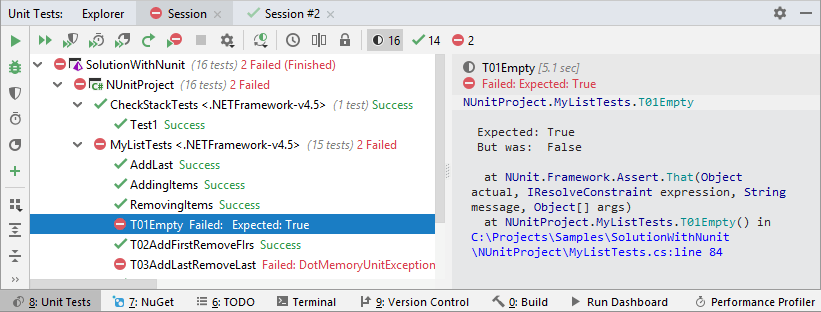 Unit Tests: Explorer Session Session #2
16 14 2
SolutionWithNunit (16 tests) 2 Failed (Finished)
NUnitProject (16 tests) 2 Failed
CheckStackTests <.NETFramework-v4.5> (1 test) Success
Test1 Success
MyListTests <.NETFramework-v4.5> (15 tests) 2 Failed
AddLast Success
AddingItems Success
RemovingItems Success
T01Empty Failed: Expected: True
T02AddFirstRemoveFIrs Success
T03AddLastRemoveLast Failed: DotMemoryUnitException
T01Empty [5.1 sec]
Failed: Expected: True
NUnitProject.MyListTests.T01Empty
Expected: True
But was: False
at NUnit.Framework.Assert.That(Object
actual, IResolveConstraint expression, String
message, Object[] args)
at NUnitProject.MyListTests.T01Empty() in
C:\Projects\Samples\SolutionWithNunit
\NUnitProject\MyListTests.cs:line 84
8: Unit Tests 7: NuGet 6: TODO Terminal 9: Version Control 0: Build Run Dashboard Performance Profiler